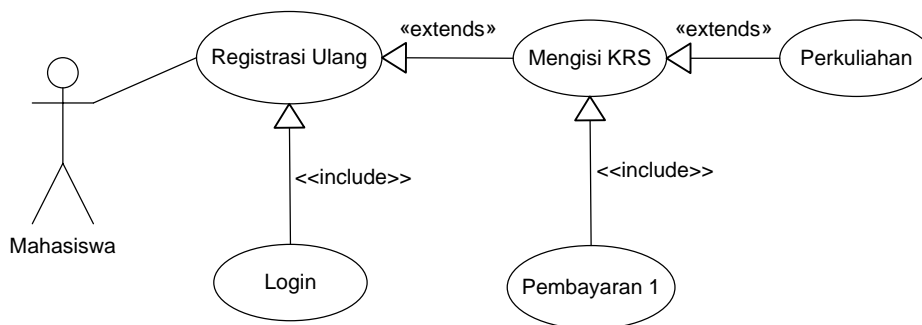 «extends»
«extends»
Registrasi Ulang
Mengisi KRS
Perkuliahan
<<include>>
<<include>>
Mahasiswa
Login
Pembayaran 1